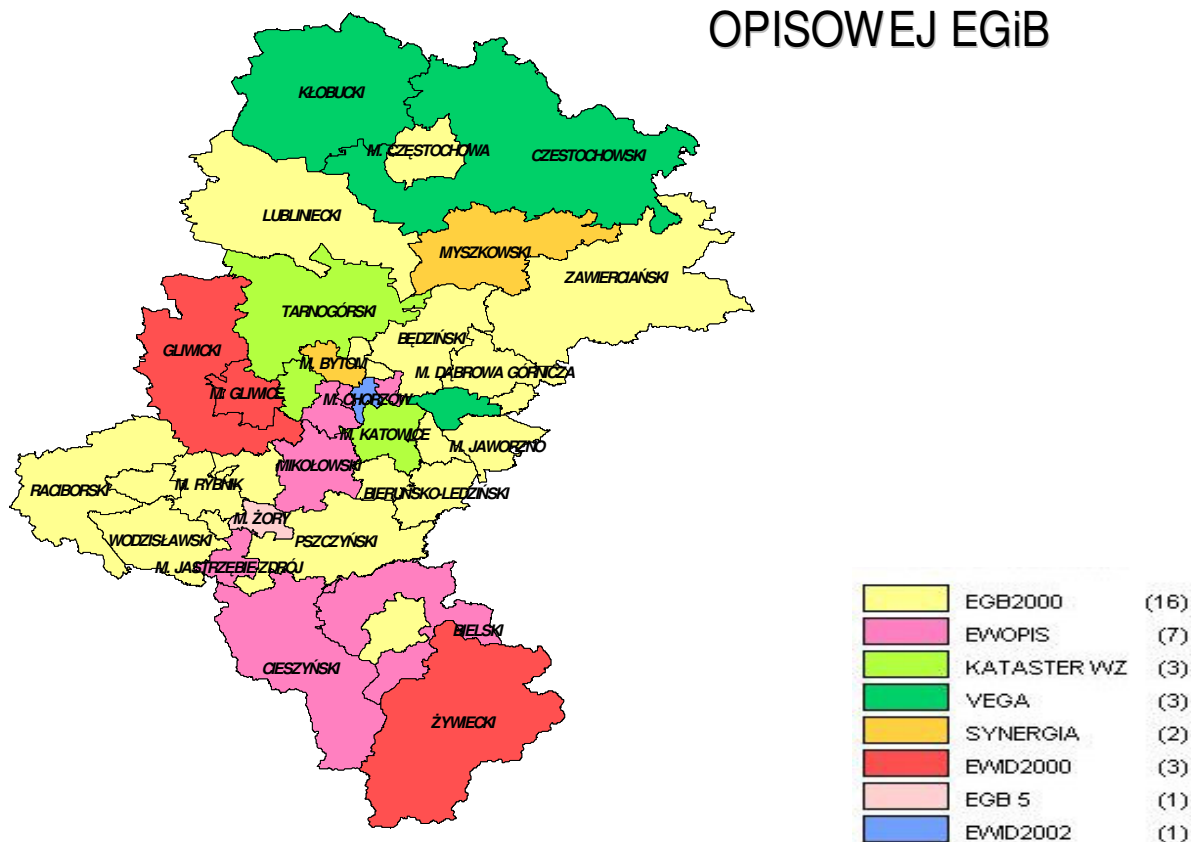 OPISOWEJ EGiB
KŁOBUCKI
M. CZĘSTOCHOWA
CZESTOCHOWSKI
LUBLINIECKI
MYSZKOWSKI
ZAWIERCIAŃSKI
TARNOGÓRSKI
BĘDZIŃSKI
GLIWICKI
M. BYTOM
M. DĄBROWA GÓRNICZA
M. GLIWICE
M. CHORZÓW
M. KATOWICE
M. JAWORZNO
MIKOŁOWSKI
RACIBORSKI
M. RYBNIK
BIERUŃSKO-LEDZIŃSKI
M. ŻORY
WODZISŁAWSKI
PSZCZYŃSKI
M. JASTRZĘBIE-ZDRÓJ
BIELSKI
CIESZYŃSKI
ŻYWIECKI
EGB2000 (16)
EWOPIS (7)
KATASTER WZ (3)
VEGA (3)
SYNERGIA (2)
EWID2000 (3)
EGB 5 (1)
EWID2002 (1)